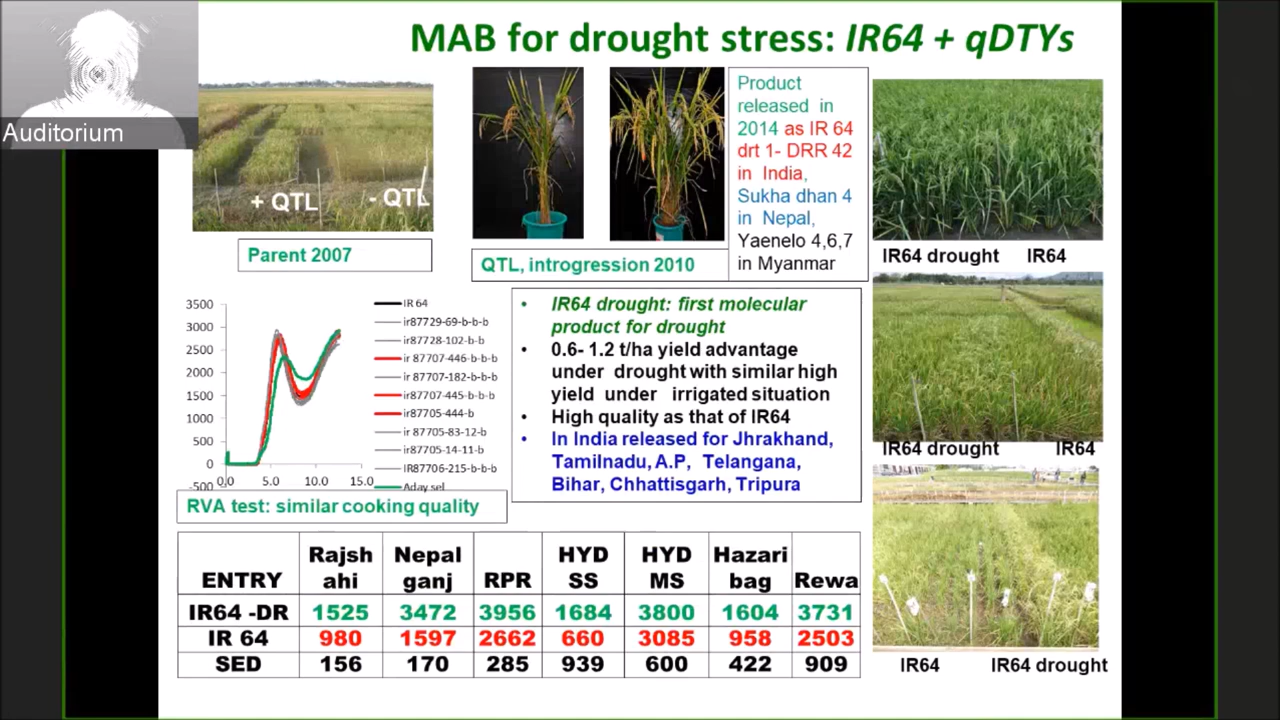 MAB for drought stress: IR64 + qDTYs
Auditorium
+ QTL
- QTL
Parent 2007
QTL, introgression 2010
Product
released in
2014 as IR 64
drt 1- DRR 42
in India,
Sukha dhan 4
in Nepal,
Yaenelo 4,6,7
in Myanmar
IR64 drought IR64
IR64 drought IR64
IR64 IR64 drought
3500
3000
2500
2000
1500
1000
500
0
-500
0.0 5.0 10.0 15.0
IR 64
ir87729-69-b-b-b
ir87728-102-b-b
ir 87707-446-b-b-b
ir 87707-182-b-b-b
ir87707-445-b-b-b
ir87705-444-b
ir 87705-83-12-b
ir87705-14-11-b
IR87706-215-b-b-b
Aday sel
RVA test: similar cooking quality
• IR64 drought: first molecular
product for drought
• 0.6- 1.2 t/ha yield advantage
under drought with similar high
yield under irrigated situation
• High quality as that of IR64
• In India released for Jhrakhand,
Tamilnadu, A.P, Telangana,
Bihar, Chhattisgarh, Tripura
ENTRY Rajsh ahi Nepal ganj RPR HYD SS HYD MS Hazari bag Rewa
IR64 -DR 1525 3472 3956 1684 3800 1604 3731
IR 64 980 1597 2662 660 3085 958 2503
SED 156 170 285 939 600 422 909